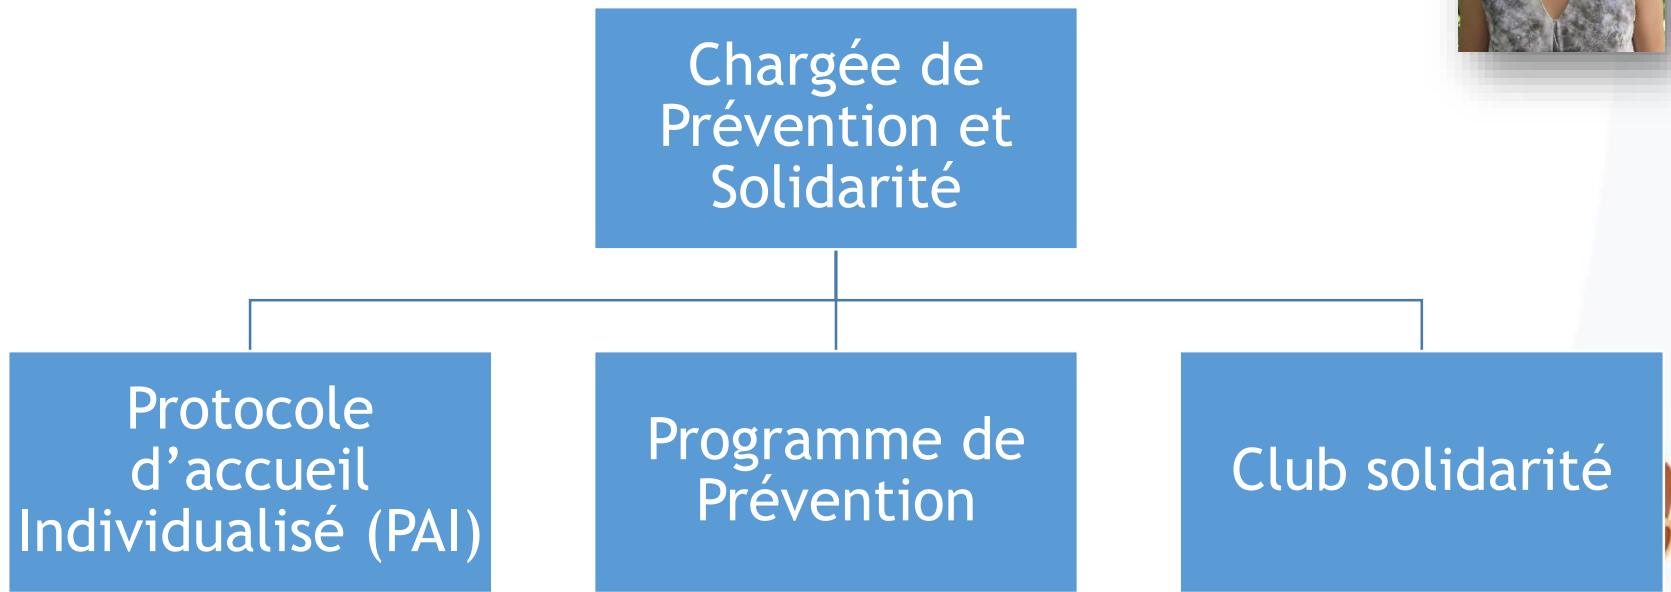 Chargée de
Prévention et
Solidarité
Protocole
d’accueil
Individualisé (PAI)
Programme de
Prévention
Club solidarité